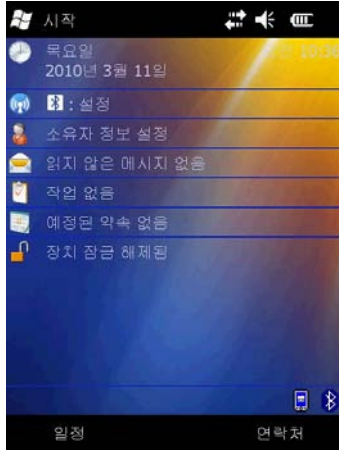 시작
목요일
2010년 3월 11일
: 설정
소유자 정보 설정
읽지 않은 메시지 없음
작업 없음
예정된 약속 없음
장치 잠금 해제됨
일정 연락처